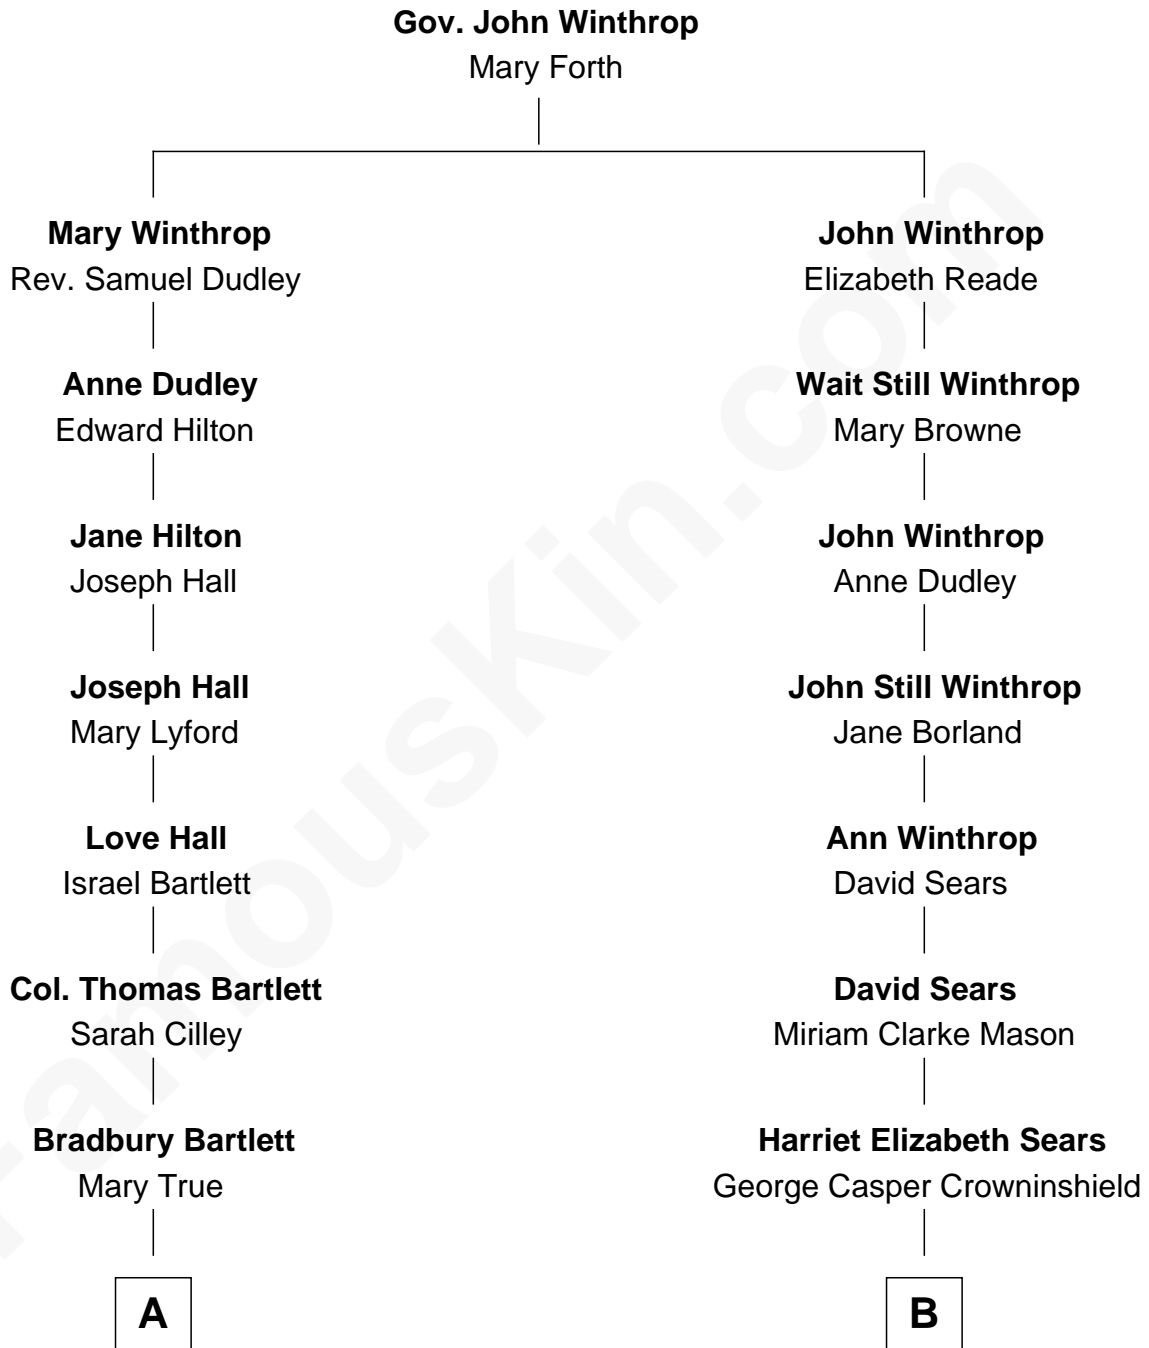 Gov. John Winthrop
Mary Forth
Mary Winthrop
Rev. Samuel Dudley
Anne Dudley
Edward Hilton
Jane Hilton
Joseph Hall
Joseph Hall
Mary Lyford
Love Hall
Israel Bartlett
Col. Thomas Bartlett
Sarah Cilley
Bradbury Bartlett
Mary True
A
John Winthrop
Elizabeth Reade
Wait Still Winthrop
Mary Browne
John Winthrop
Anne Dudley
John Still Winthrop
Jane Borland
Ann Winthrop
David Sears
David Sears
Miriam Clarke Mason
Harriet Elizabeth Sears
George Casper Crowninshield
B
FamousKin.com